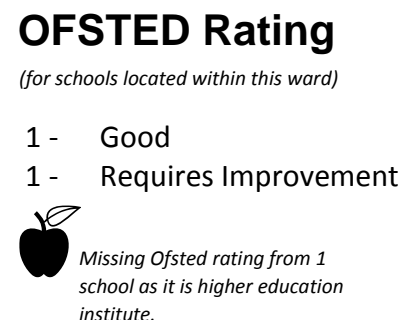 OFSTED Rating
(for schools located within this ward)
1 - Good
1 - Requires Improvement
Missing Ofsted rating from 1
school as it is higher education
institute.